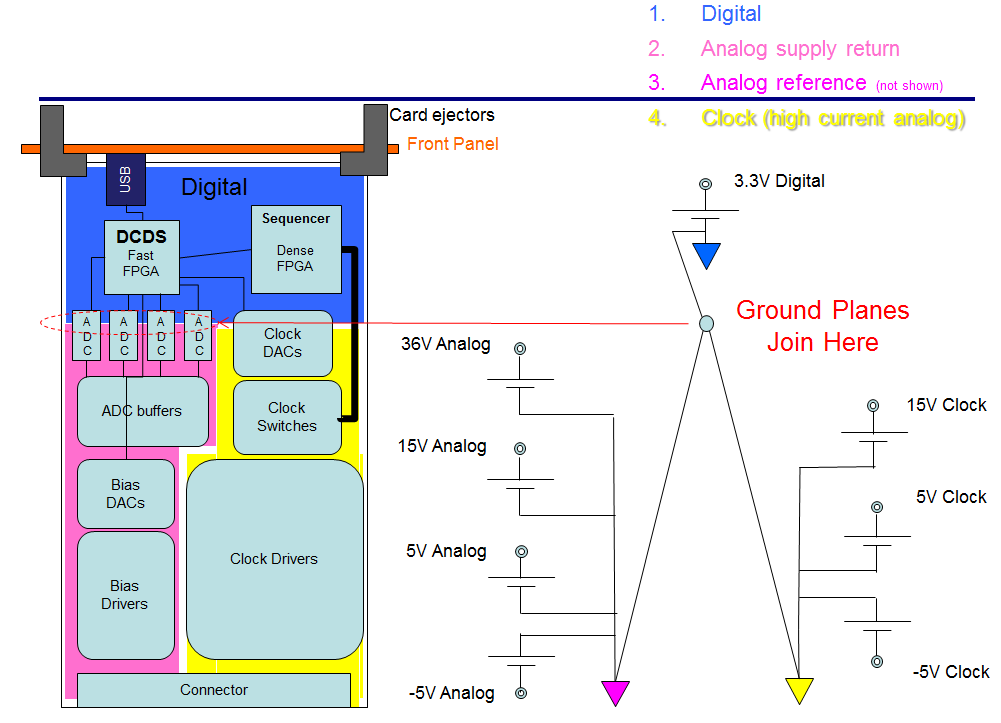 1. Digital
2. Analog supply return
3. Analog reference (not shown)
4. Clock (high current analog)
Card ejectors
Front Panel
USB
Digital
DCDS
Fast
FPGA
Sequencer
Dense
FPGA
ADC
ADC
ADC
ADC
Clock
DACs
ADC buffers
Clock
Switches
Bias
DACs
Clock Drivers
Bias
Drivers
Connector
3.3V Digital
Ground Planes
Join Here
36V Analog
15V Analog
5V Analog
-5V Analog
15V Clock
5V Clock
-5V Clock